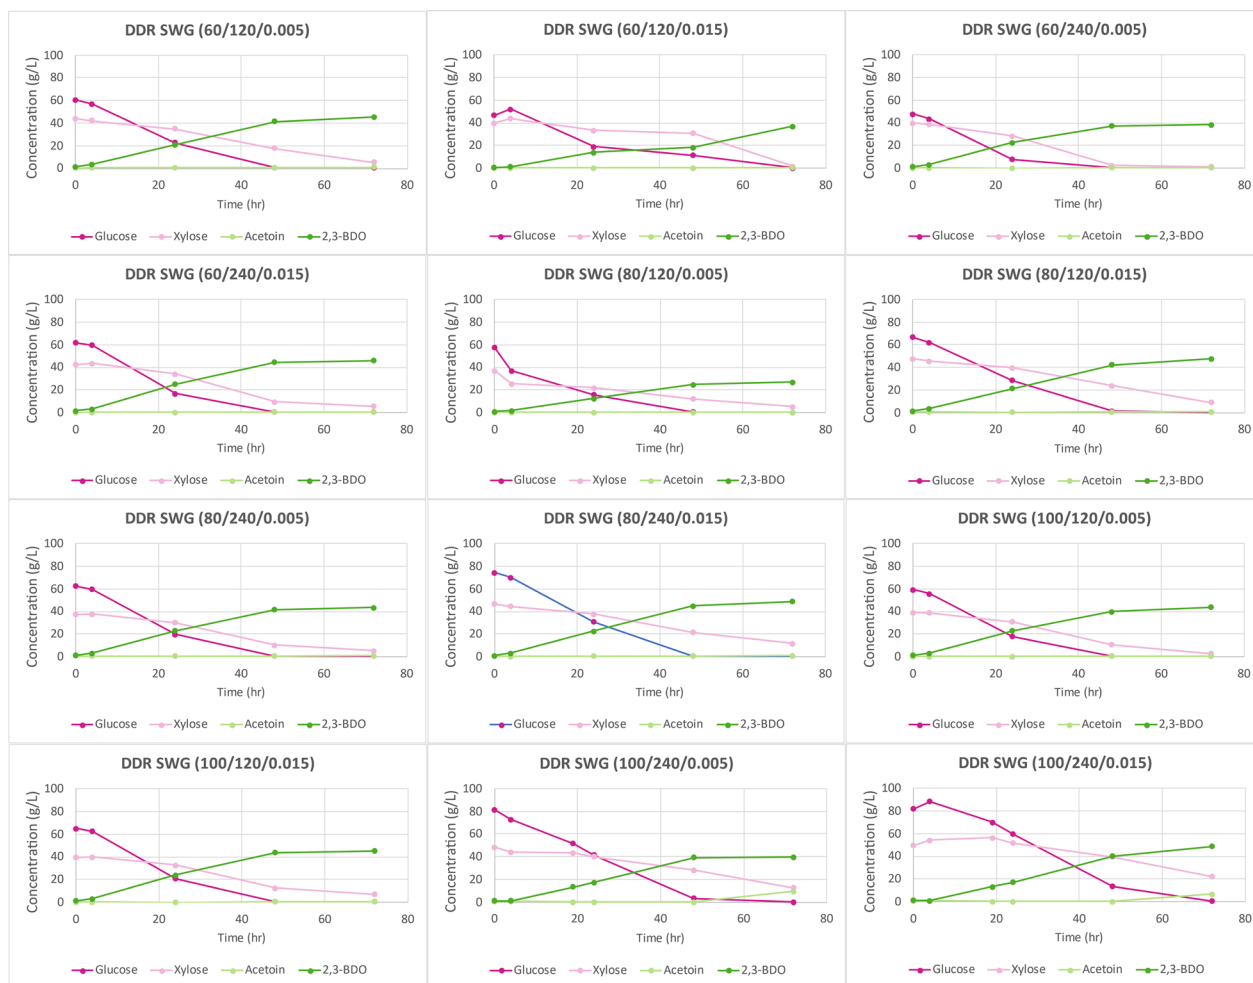 DDR SWG (60/120/0.005)
Concentration (g/L)
100
80
60
40
20
0
0 20 40 60 80
Time (hr)
Glucose Xylose Acetoin 2,3-BDO
DDR SWG (60/120/0.015)
Concentration (g/L)
100
80
60
40
20
0
0 20 40 60 80
Time (hr)
Glucose Xylose Acetoin 2,3-BDO
DDR SWG (60/240/0.005)
Concentration (g/L)
100
80
60
40
20
0
0 20 40 60 80
Time (hr)
Glucose Xylose Acetoin 2,3-BDO
DDR SWG (60/240/0.015)
Concentration (g/L)
100
80
60
40
20
0
0 20 40 60 80
Time (hr)
Glucose Xylose Acetoin 2,3-BDO
DDR SWG (80/120/0.005)
Concentration (g/L)
100
80
60
40
20
0
0 20 40 60 80
Time (hr)
Glucose Xylose Acetoin 2,3-BDO
DDR SWG (80/120/0.015)
Concentration (g/L)
100
80
60
40
20
0
0 20 40 60 80
Time (hr)
Glucose Xylose Acetoin 2,3-BDO
DDR SWG (80/240/0.005)
Concentration (g/L)
100
80
60
40
20
0
0 20 40 60 80
Time (hr)
Glucose Xylose Acetoin 2,3-BDO
DDR SWG (80/240/0.015)
Concentration (g/L)
100
80
60
40
20
0
0 20 40 60 80
Time (hr)
Glucose Xylose Acetoin 2,3-BDO
DDR SWG (100/120/0.005)
Concentration (g/L)
100
80
60
40
20
0
0 20 40 60 80
Time (hr)
Glucose Xylose Acetoin 2,3-BDO
DDR SWG (100/120/0.015)
Concentration (g/L)
100
80
60
40
20
0
0 20 40 60 80
Time (hr)
Glucose Xylose Acetoin 2,3-BDO
DDR SWG (100/240/0.005)
Concentration (g/L)
100
80
60
40
20
0
0 20 40 60 80
Time (hr)
Glucose Xylose Acetoin 2,3-BDO
DDR SWG (100/240/0.015)
Concentration (g/L)
100
80
60
40
20
0
0 20 40 60 80
Time (hr)
Glucose Xylose Acetoin 2,3-BDO